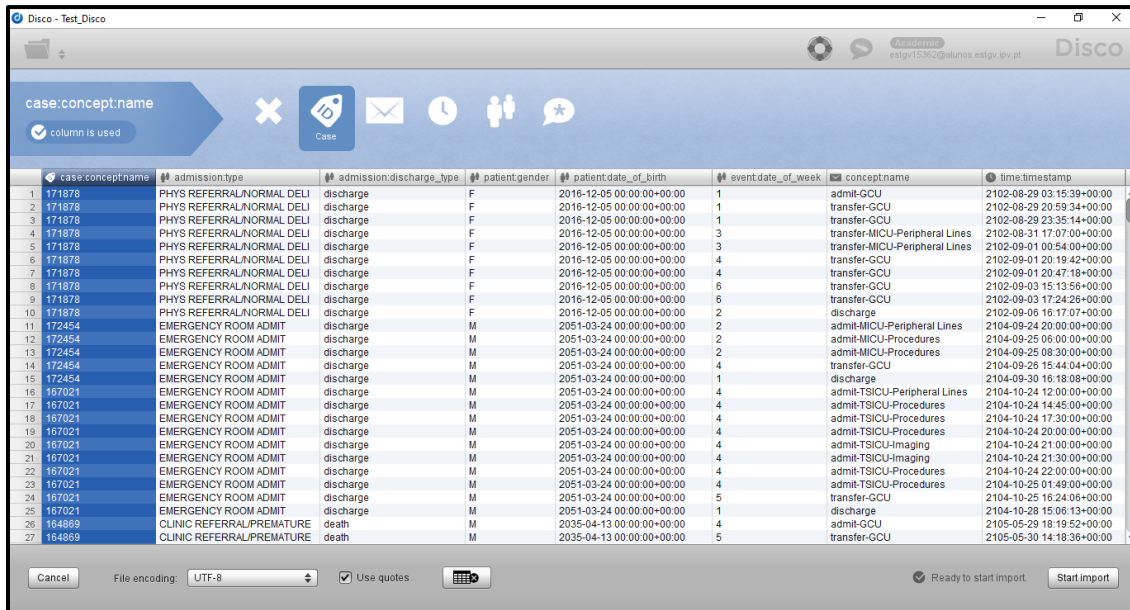 Disco - Test_Disco
Academic
estgv15362@alunos.estgv.ipv.pt
Disco
case:concept:name
column is used
ID
Case
case:concept:name admission:type admission:discharge_type patient:gender patient:date_of_birth event:date_of_week concept:name time:timestamp
1 171878 PHYS REFERRAL/NORMAL DELI discharge F 2016-12-05 00:00:00+00:00 1 admit-GCU 2102-08-29 03:15:39+00:00
2 171878 PHYS REFERRAL/NORMAL DELI discharge F 2016-12-05 00:00:00+00:00 1 transfer-GCU 2102-08-29 20:59:34+00:00
3 171878 PHYS REFERRAL/NORMAL DELI discharge F 2016-12-05 00:00:00+00:00 1 transfer-GCU 2102-08-29 23:35:14+00:00
4 171878 PHYS REFERRAL/NORMAL DELI discharge F 2016-12-05 00:00:00+00:00 3 transfer-MICU-Peripheral Lines 2102-08-31 17:07:00+00:00
5 171878 PHYS REFERRAL/NORMAL DELI discharge F 2016-12-05 00:00:00+00:00 3 transfer-MICU-Peripheral Lines 2102-09-01 00:54:00+00:00
6 171878 PHYS REFERRAL/NORMAL DELI discharge F 2016-12-05 00:00:00+00:00 4 transfer-GCU 2102-09-01 20:19:42+00:00
7 171878 PHYS REFERRAL/NORMAL DELI discharge F 2016-12-05 00:00:00+00:00 4 transfer-GCU 2102-09-01 20:47:18+00:00
8 171878 PHYS REFERRAL/NORMAL DELI discharge F 2016-12-05 00:00:00+00:00 6 transfer-GCU 2102-09-03 15:13:56+00:00
9 171878 PHYS REFERRAL/NORMAL DELI discharge F 2016-12-05 00:00:00+00:00 6 transfer-GCU 2102-09-03 17:24:26+00:00
10 171878 PHYS REFERRAL/NORMAL DELI discharge F 2016-12-05 00:00:00+00:00 2 discharge 2102-09-06 16:17:07+00:00
11 172454 EMERGENCY ROOM ADMIT discharge M 2051-03-24 00:00:00+00:00 2 admit-MICU-Peripheral Lines 2104-09-24 20:00:00+00:00
12 172454 EMERGENCY ROOM ADMIT discharge M 2051-03-24 00:00:00+00:00 2 admit-MICU-Procedures 2104-09-25 06:00:00+00:00
13 172454 EMERGENCY ROOM ADMIT discharge M 2051-03-24 00:00:00+00:00 2 admit-MICU-Procedures 2104-09-25 08:30:00+00:00
14 172454 EMERGENCY ROOM ADMIT discharge M 2051-03-24 00:00:00+00:00 4 transfer-GCU 2104-09-26 15:44:04+00:00
15 172454 EMERGENCY ROOM ADMIT discharge M 2051-03-24 00:00:00+00:00 1 discharge 2104-09-30 16:18:08+00:00
16 167021 EMERGENCY ROOM ADMIT discharge M 2051-03-24 00:00:00+00:00 4 admit-TSICU-Peripheral Lines 2104-10-24 12:00:00+00:00
17 167021 EMERGENCY ROOM ADMIT discharge M 2051-03-24 00:00:00+00:00 4 admit-TSICU-Procedures 2104-10-24 14:45:00+00:00
18 167021 EMERGENCY ROOM ADMIT discharge M 2051-03-24 00:00:00+00:00 4 admit-TSICU-Procedures 2104-10-24 17:30:00+00:00
19 167021 EMERGENCY ROOM ADMIT discharge M 2051-03-24 00:00:00+00:00 4 admit-TSICU-Procedures 2104-10-24 20:00:00+00:00
20 167021 EMERGENCY ROOM ADMIT discharge M 2051-03-24 00:00:00+00:00 4 admit-TSICU-Imaging 2104-10-24 21:00:00+00:00
21 167021 EMERGENCY ROOM ADMIT discharge M 2051-03-24 00:00:00+00:00 4 admit-TSICU-Imaging 2104-10-24 21:30:00+00:00
22 167021 EMERGENCY ROOM ADMIT discharge M 2051-03-24 00:00:00+00:00 4 admit-TSICU-Procedures 2104-10-24 22:00:00+00:00
23 167021 EMERGENCY ROOM ADMIT discharge M 2051-03-24 00:00:00+00:00 4 admit-TSICU-Procedures 2104-10-25 01:49:00+00:00
24 167021 EMERGENCY ROOM ADMIT discharge M 2051-03-24 00:00:00+00:00 5 transfer-GCU 2104-10-25 16:24:06+00:00
25 167021 EMERGENCY ROOM ADMIT discharge M 2051-03-24 00:00:00+00:00 1 discharge 2104-10-28 15:06:13+00:00
26 164869 CLINIC REFERRAL/PREMATURE death M 2035-04-13 00:00:00+00:00 4 admit-GCU 2105-05-29 18:19:52+00:00
27 164869 CLINIC REFERRAL/PREMATURE death M 2035-04-13 00:00:00+00:00 5 transfer-GCU 2105-05-30 14:18:36+00:00
Cancel File encoding: UTF-8 Use quotes Ready to start import. Start import